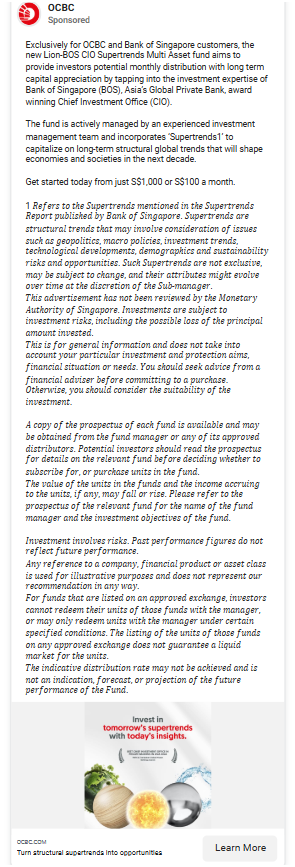 OCBC
Sponsored
Exclusively for OCBC and Bank of Singapore customers, the
new Lion-BOS CIO Supertrends Multi Asset fund aims to
provide investors potential monthly distribution with long term
capital appreciation by tapping into the investment expertise of
Bank of Singapore (BOS), Asia's Global Private Bank, award
winning Chief Investment Office (CIO).
The fund is actively managed by an experienced investment
management team and incorporates 'Supertrends1' to
capitalize on long-term structural global trends that will shape
economies and societies in the next decade.
Get started today from just S$1,000 or S$100 a month.
1 Refers to the Supertrends mentioned in the Supertrends
Report published by Bank of Singapore. Supertrends are
structural trends that may involve consideration of issues
such as geopolitics, macro policies, investment trends,
technological developments, demographics and sustainability
risks and opportunities. Such Supertrends are not exclusive,
may be subject to change, and their attributes might evolve
over time at the discretion of the Sub-manager.
This advertisement has not been reviewed by the Monetary
Authority of Singapore. Investments are subject to
investment risks, including the possible loss of the principal
amount invested.
This is for general information and does not take into
account your particular investment and protection aims,
financial situation or needs. You should seek advice from a
financial adviser before committing to a purchase.
Otherwise, you should consider the suitability of the
investment.
A copy of the prospectus of each fund is available and may
be obtained from the fund manager or any of its approved
distributors. Potential investors should read the prospectus
for details on the relevant fund before deciding whether to
subscribe for, or purchase units in the fund.
The value of the units in the funds and the income accruing
to the units, if any, may fall or rise. Please refer to the
prospectus of the relevant fund for the name of the fund
manager and the investment objectives of the fund.
Investment involves risks. Past performance figures do not
reflect future performance.
Any reference to a company, financial product or asset class
is used for illustrative purposes and does not represent our
recommendation in any way.
For funds that are listed on an approved exchange, investors
cannot redeem their units of those funds with the manager,
or may only redeem units with the manager under certain
specified conditions. The listing of the units of those funds
on any approved exchange does not guarantee a liquid
market for the units.
The indicative distribution rate may not be achieved and is
not an indication, forecast, or projection of the future
performance of the Fund.
Invest in
tomorrow's supertrends
with today's insights.
OCBC.COM
Turn structural supertrends into opportunities
Learn More